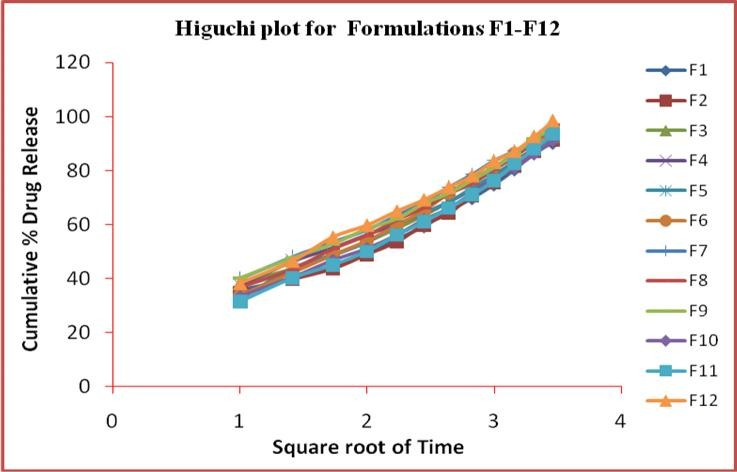 Higuchi plot for Formulations F1-F12
120
100
80
60
40
20
0
Cumulative % Drug Release
0 1 2 3 4
Square root of Time
F1
F2
F3
F4
F5
F6
F7
F8
F9
F10
F11
F12